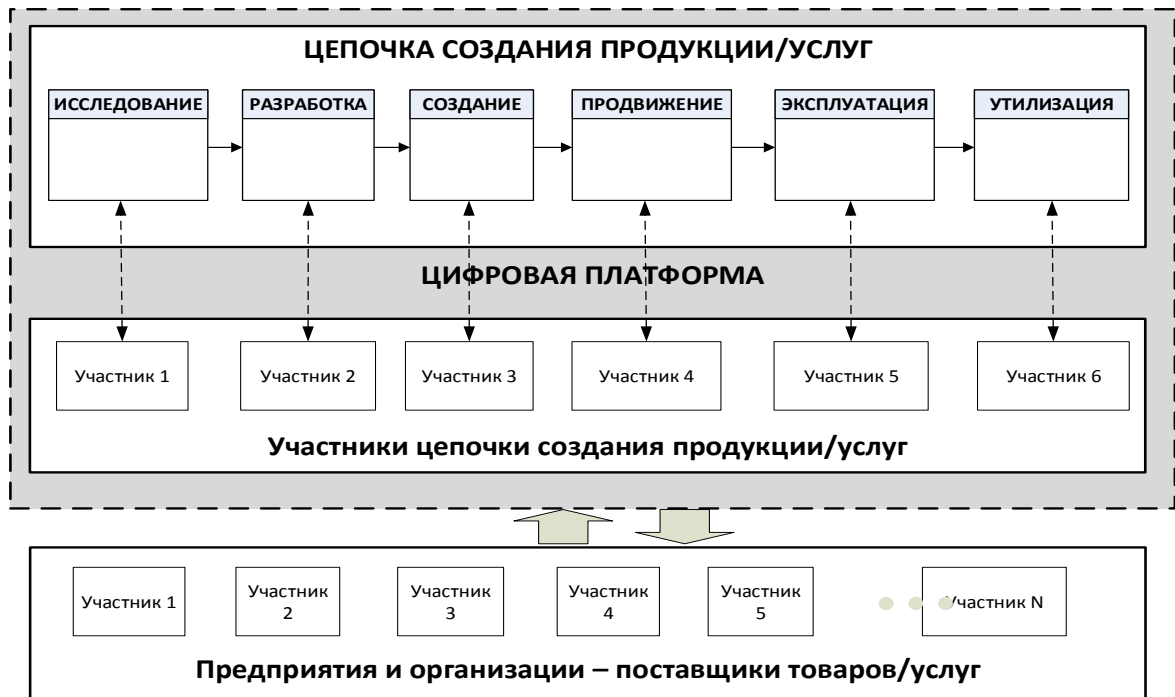 ЦЕПОЧКА СОЗДАНИЯ ПРОДУКЦИИ/УСЛУГ
ИССЛЕДОВАНИЕ
РАЗРАБОТКА
СОЗДАНИЕ
ПРОДВИЖЕНИЕ
ЭКСПЛУАТАЦИЯ
УТИЛИЗАЦИЯ
ЦИФРОВАЯ ПЛАТФОРМА
Участник 1
Участник 2
Участник 3
Участник 4
Участник 5
Участник 6
Участники цепочки создания продукции/услуг
Участник 1
Участник
2
Участник
3
Участник
4
Участник
5
Участник N
Предприятия и организации – поставщики товаров/услуг